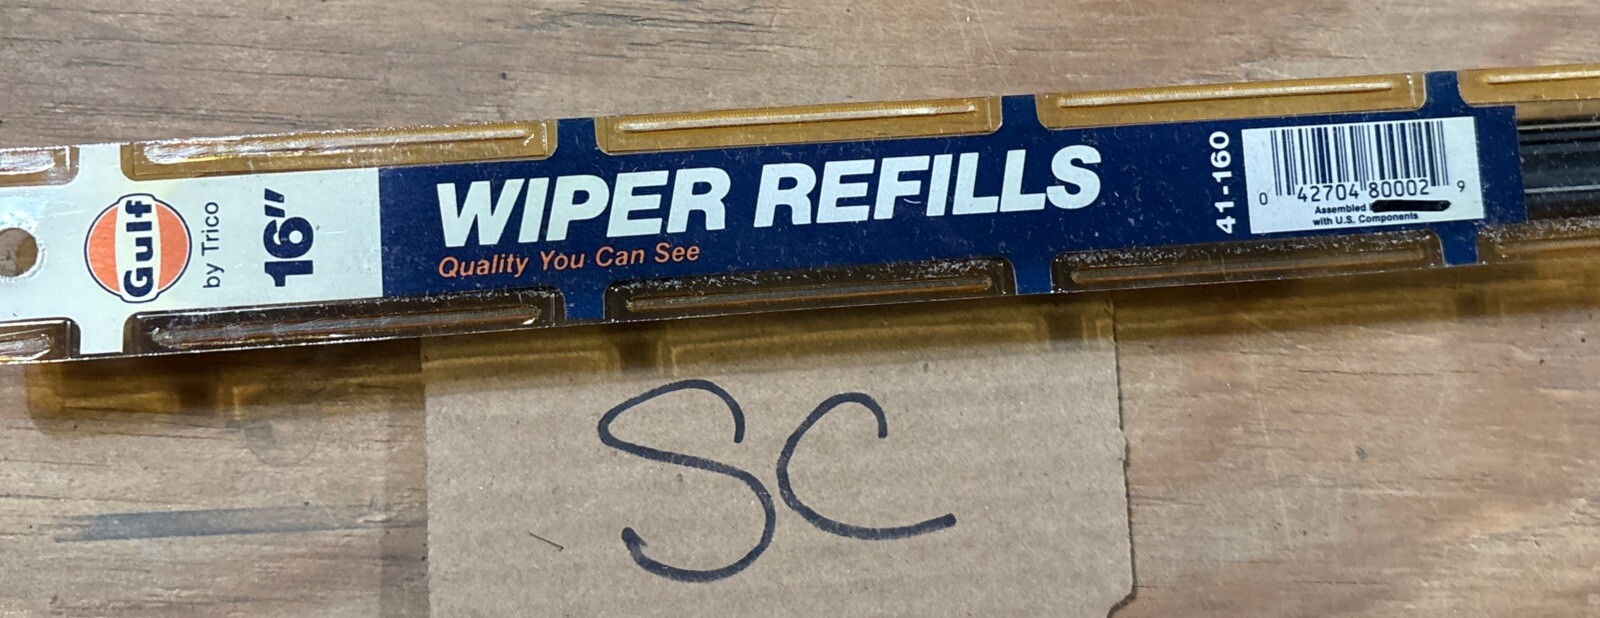 Gulf
by Trico
16"
WIPER REFILLS
Quality You Can See
41-160
0 42704 80002 9
Assembled
with U.S. Components
SC